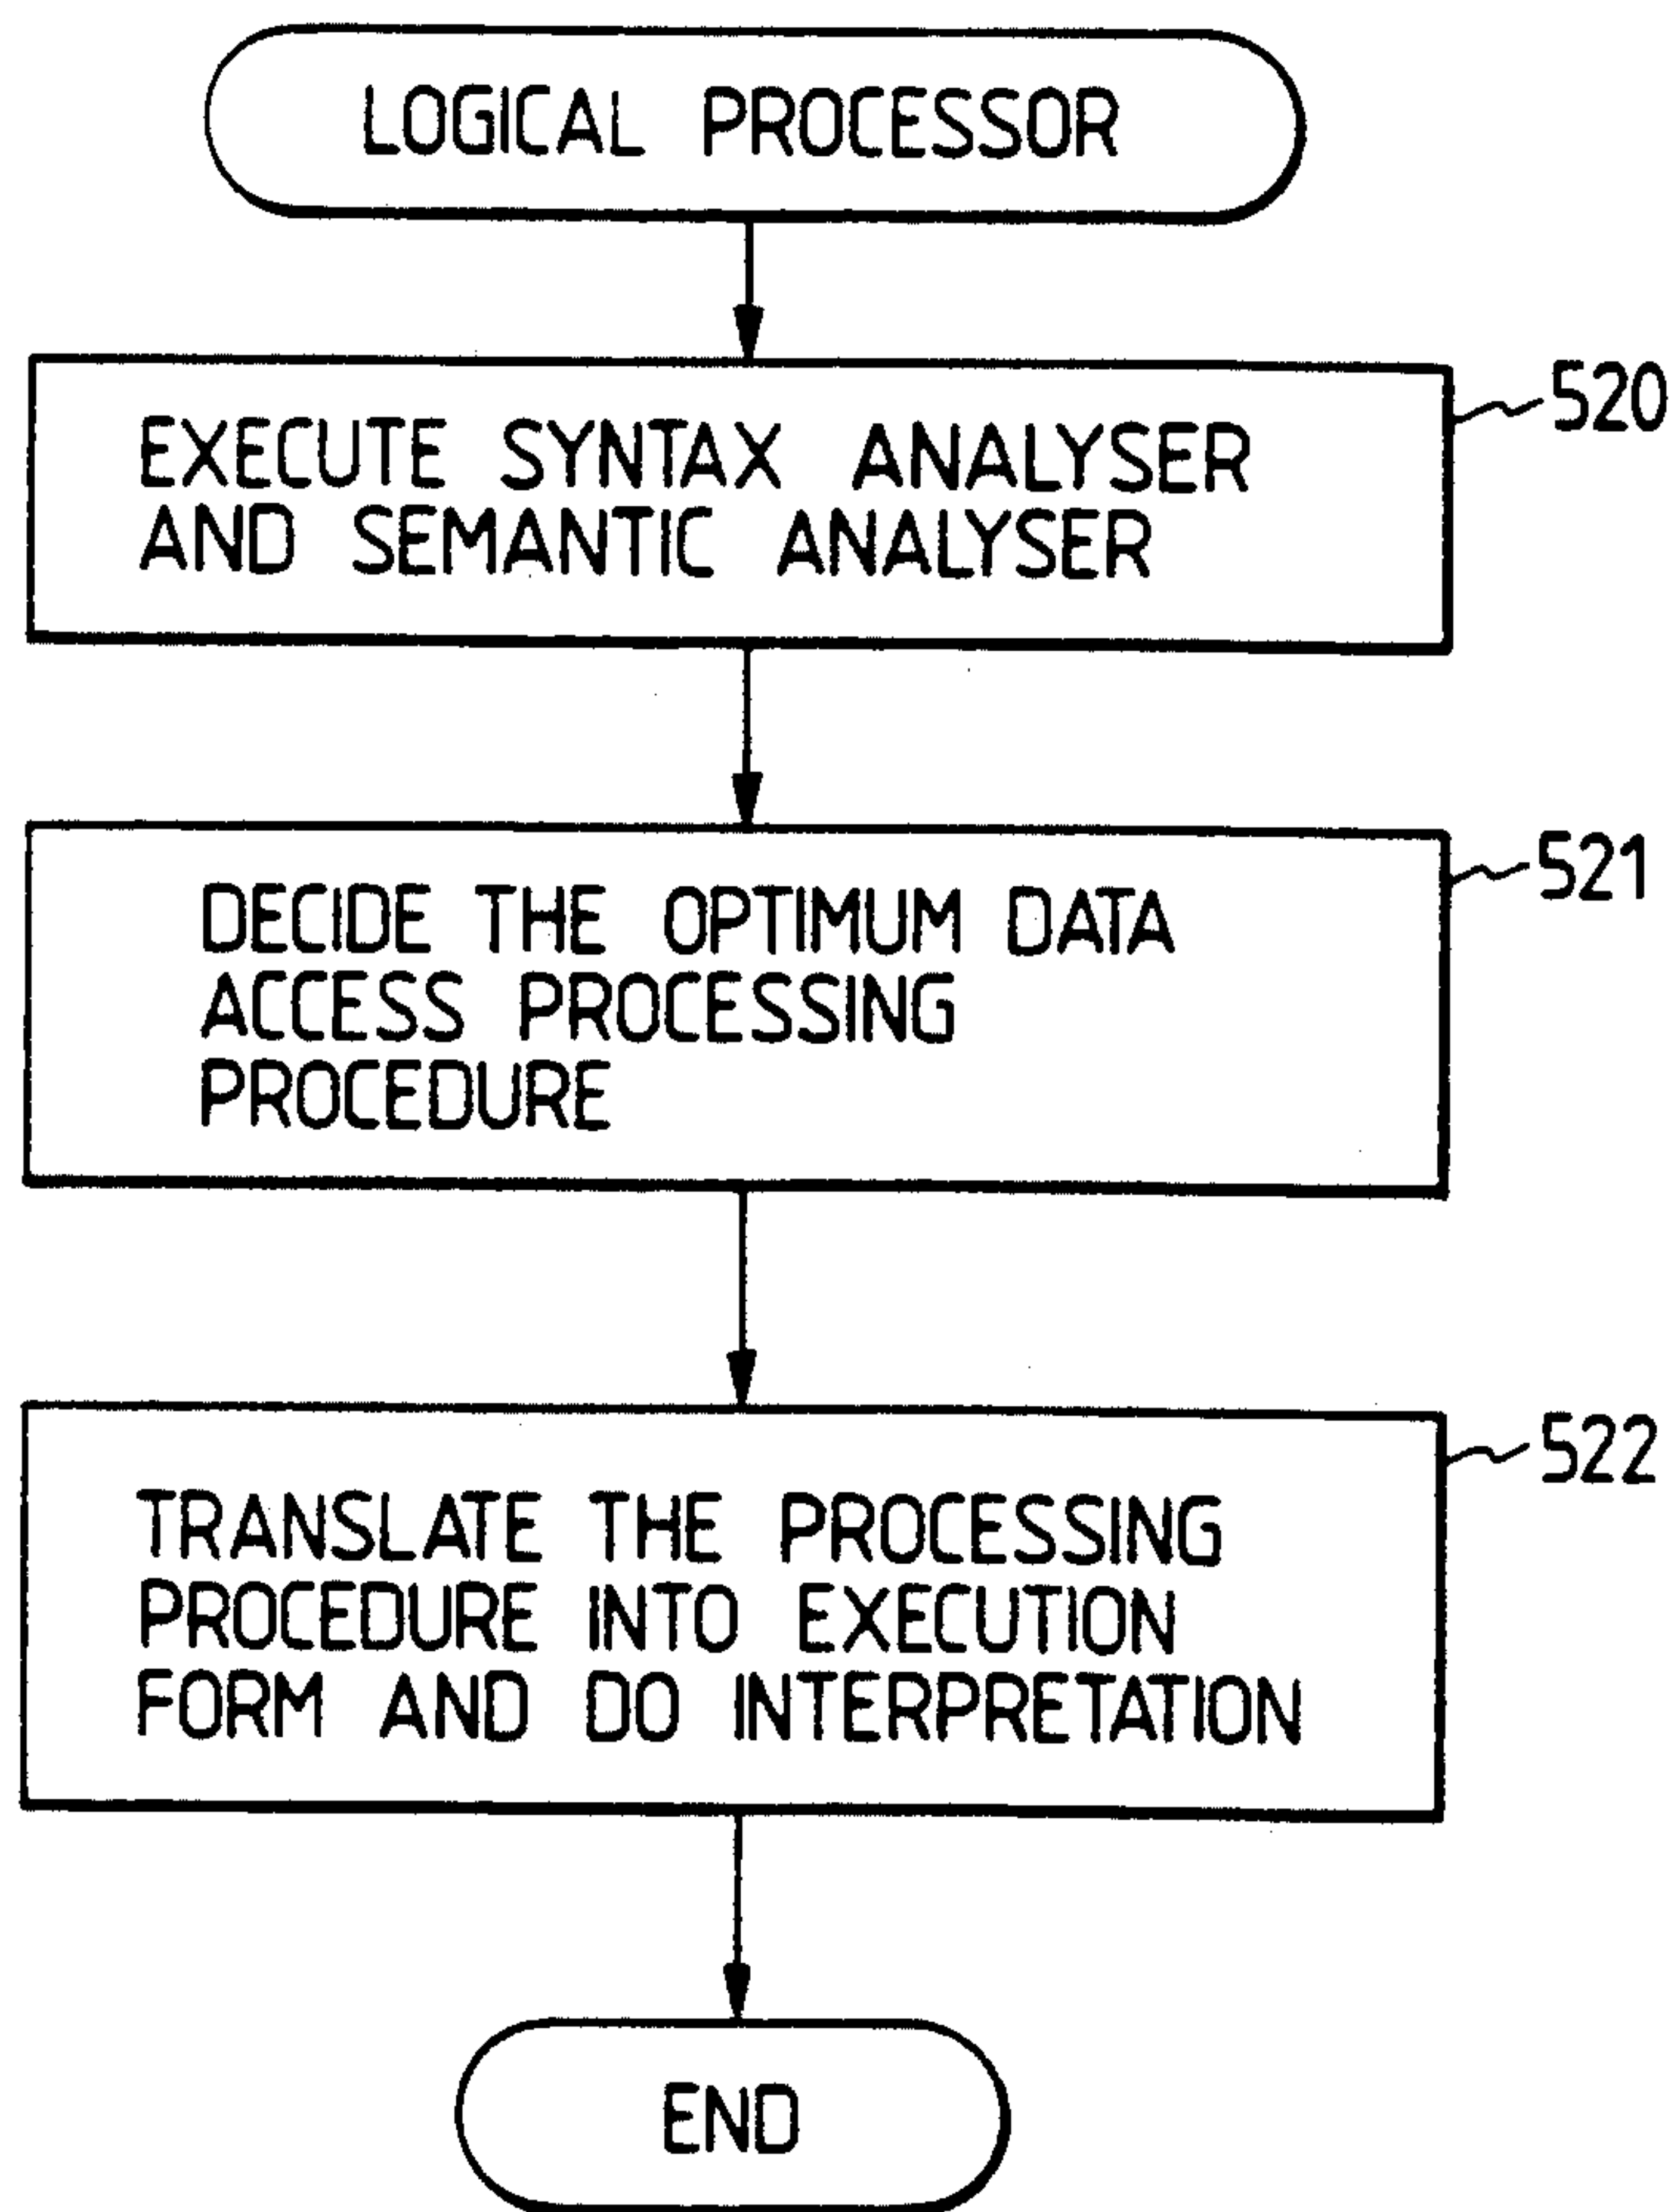 LOGICAL PROCESSOR
520
EXECUTE SYNTAX ANALYSER
AND SEMANTIC ANALYSER
521
DECIDE THE OPTIMUM DATA
ACCESS PROCESSING
PROCEDURE
522
TRANSLATE THE PROCESSING
PROCEDURE INTO EXECUTION
FORM AND DO INTERPRETATION
END